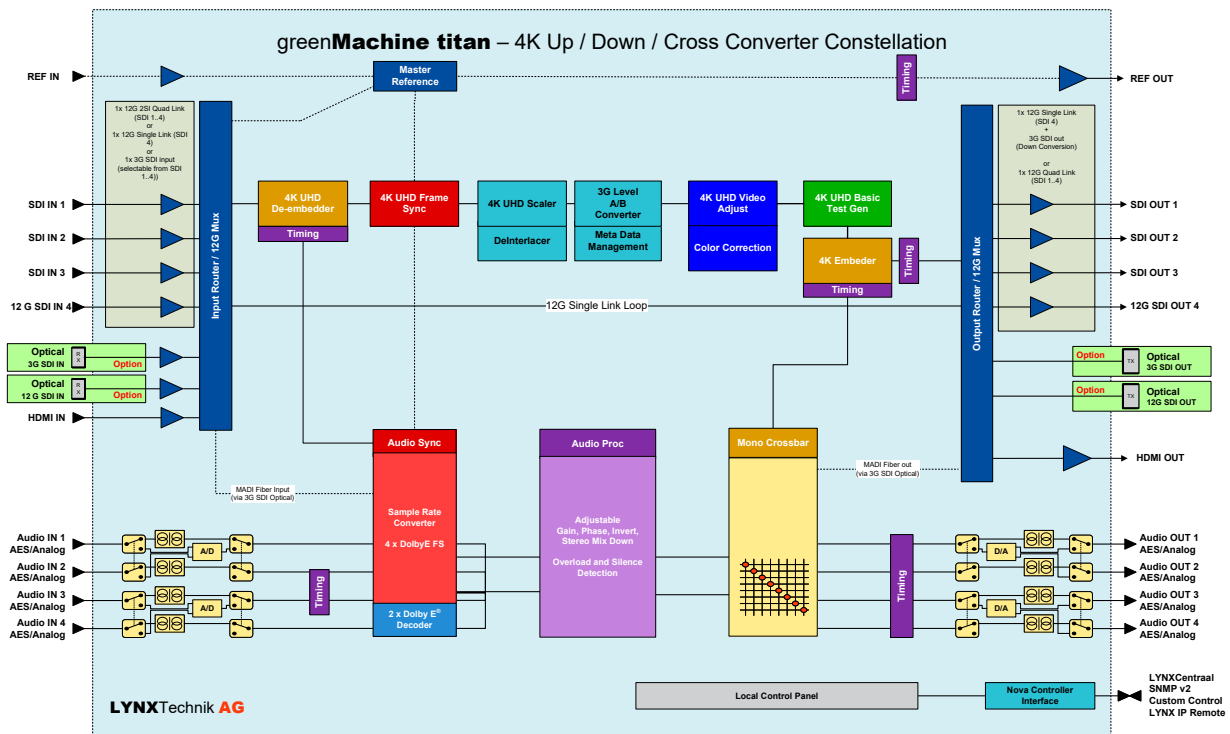 greenMachine titan – 4K Up / Down / Cross Converter Constellation
REF IN
Master
Reference
Timing
REF OUT
1x 12G 2SI Quad Link
(SDI 1..4)
or
1x 12G Single Link (SDI
4)
or
1x 3G SDI input
(selectable from SDI
1..4))
Input Router / 12G Mux
SDI IN 1
SDI IN 2
SDI IN 3
12 G SDI IN 4
Optical
3G SDI IN
RX
Option
Optical
12 G SDI IN
RX
Option
HDMI IN
4K UHD
De-embedder
Timing
4K UHD Frame
Sync
4K UHD Scaler
DeInterlacer
3G Level
A/B
Converter
Meta Data
Management
4K UHD Video
Adjust
Color Correction
4K UHD Basic
Test Gen
4K Embeder
Timing
Timing
12G Single Link Loop
Output Router / 12G Mux
1x 12G Single Link
(SDI 4)
+
3G SDI out
(Down Conversion)
or
1x 12G Quad Link
(SDI 1..4)
SDI OUT 1
SDI OUT 2
SDI OUT 3
12G SDI OUT 4
Option
TX
Optical
3G SDI OUT
Option
TX
Optical
12G SDI OUT
HDMI OUT
MADI Fiber Input
(via 3G SDI Optical)
Audio Sync
Sample Rate
Converter
4 x DolbyE FS
2 x Dolby E®
Decoder
Audio Proc
Adjustable
Gain, Phase, Invert,
Stereo Mix Down
Overload and Silence
Detection
Mono Crossbar
MADI Fiber out
(via 3G SDI Optical)
Audio IN 1
AES/Analog
Audio IN 2
AES/Analog
Audio IN 3
AES/Analog
Audio IN 4
AES/Analog
A/D
A/D
Timing
Timing
D/A
D/A
Audio OUT 1
AES/Analog
Audio OUT 2
AES/Analog
Audio OUT 3
AES/Analog
Audio OUT 4
AES/Analog
LYNXTechnik AG
Local Control Panel
Nova Controller
Interface
LYNXCentraal
SNMP v2
Custom Control
LYNX IP Remote